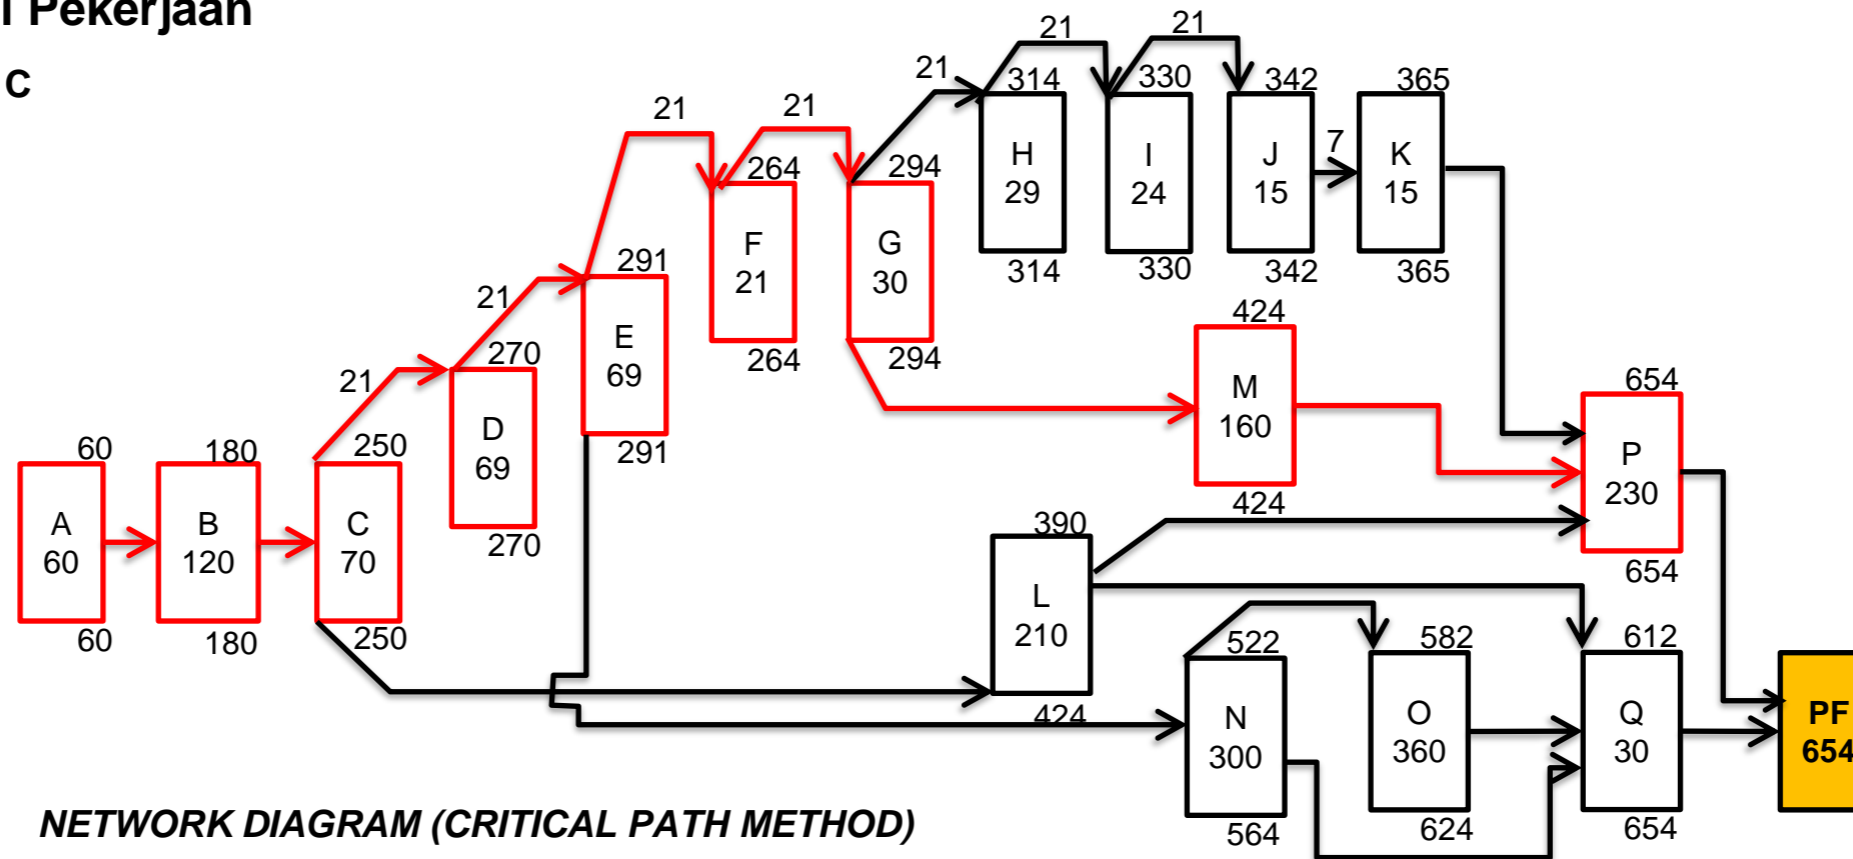 l Pekerjaan
C
60
A
60
60
180
B
120
180
250
C
70
250
21
270
D
69
270
21
291
E
69
291
21
264
F
21
264
21
294
G
30
294
21
314
H
29
314
21
330
I
24
330
21
342
J
15
342
7
365
K
15
365
424
M
160
424
390
L
210
424
654
P
230
654
522
N
300
564
582
O
360
624
612
Q
30
654
PF
654
NETWORK DIAGRAM (CRITICAL PATH METHOD)